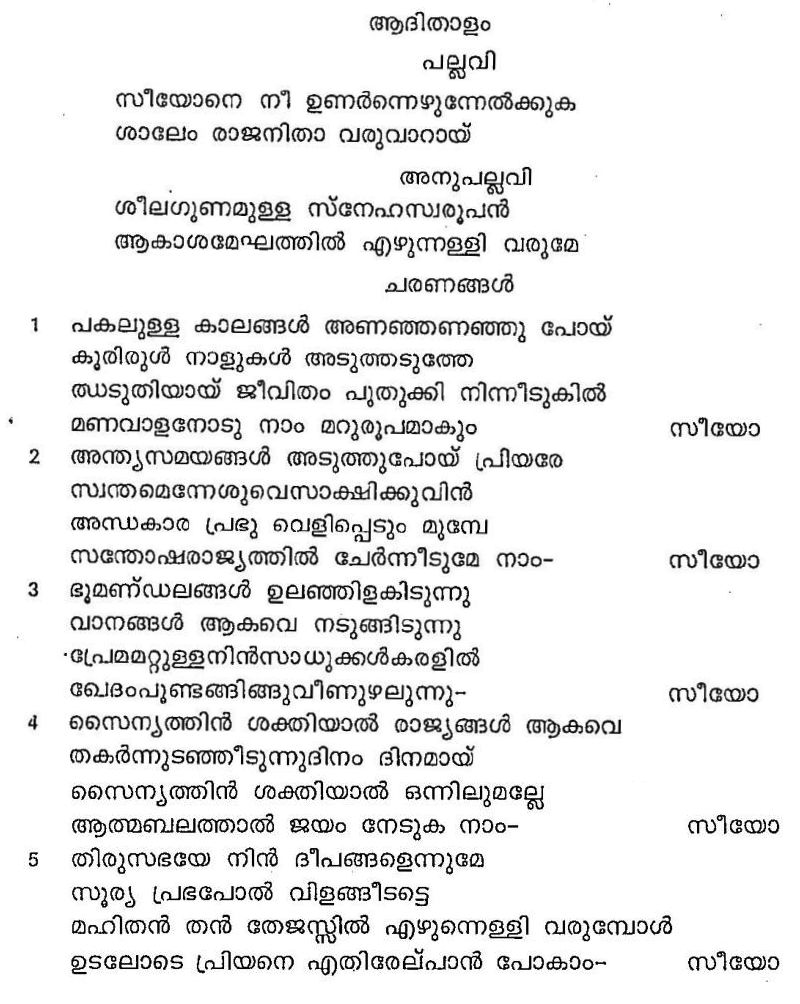 ആദിതാളം
പല്ലവി
സീയോനെ നീ ഉണർന്നെഴുന്നേൽക്കുക
ശാലേം രാജനിതാ വരുവാറായ്
അനുപല്ലവി
ശീലഗുണമുള്ള സ്നേഹസ്വരൂപൻ
ആകാശമേഘത്തിൽ എഴുന്നള്ളി വരുമേ
ചരണങ്ങൾ
1 പകലുള്ള കാലങ്ങൾ അണഞ്ഞണഞ്ഞു പോയ്
കൂരിരുൾ നാളുകൾ അടുത്തടുത്തേ
ഝടുതിയായ് ജീവിതം പുതുക്കി നിന്നീടുകിൽ
മണവാളനോടു നാം മറുരൂപമാകും സീയോ
2 അന്ത്യസമയങ്ങൾ അടുത്തുപോയ് പ്രിയരേ
സ്വന്തമെന്നേശുവെസാക്ഷിക്കുവിൻ
അന്ധകാര പ്രഭു വെളിപ്പെടും മുമ്പേ
സന്തോഷരാജ്യത്തിൽ ചേർന്നീടുമേ നാം- സീയോ
3 ഭൂമണ്ഡലങ്ങൾ ഉലഞ്ഞിളകിടുന്നു
വാനങ്ങൾ ആകവെ നടുങ്ങിടുന്നു
പ്രേമമറ്റുള്ളനിൻസാധുക്കൾകരളിൽ
ഖേദംപൂണ്ടങ്ങിങ്ങുവീണുഴലുന്നു- സീയോ
4 സൈന്യത്തിൻ ശക്തിയാൽ രാജ്യങ്ങൾ ആകവെ
തകർന്നുടഞ്ഞീടുന്നുദിനം ദിനമായ്
സൈന്യത്തിൻ ശക്തിയാൽ ഒന്നിലുമല്ലേ
ആത്മബലത്താൽ ജയം നേടുക നാം- സീയോ
5 തിരുസഭയേ നിൻ ദീപങ്ങളെന്നുമേ
സൂര്യ പ്രഭപോൽ വിളങ്ങീടട്ടെ
മഹിതൻ തൻ തേജസ്സിൽ എഴുന്നെള്ളി വരുമ്പോൾ
ഉടലോടെ പ്രിയനെ എതിരേല്പാൻ പോകാം- സീയോ